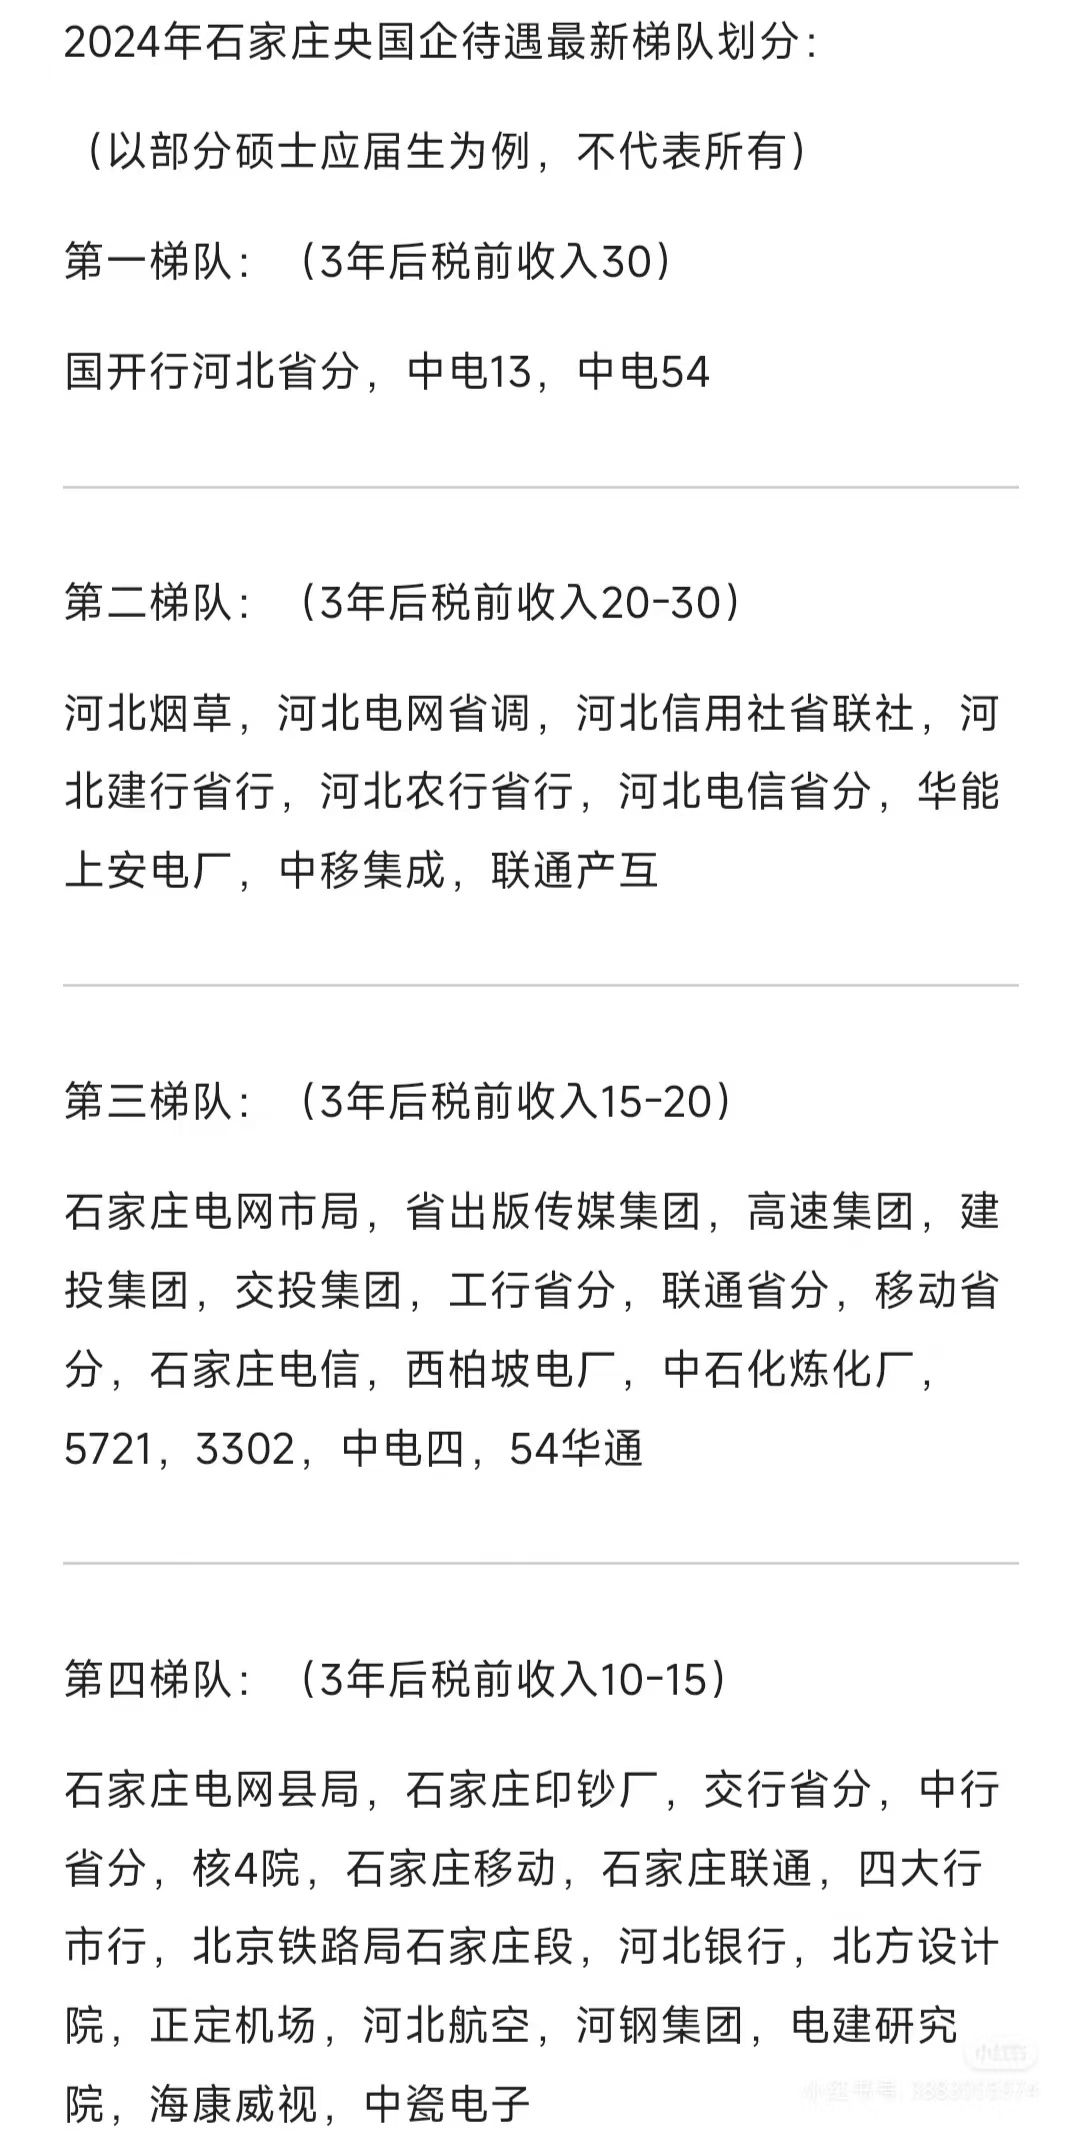 2024年石家庄央国企待遇最新梯队划分：
（以部分硕士应届生为例，不代表所有）
第一梯队：（3年后税前收入30）
国开行河北省分，中电13，中电54
第二梯队：（3年后税前收入20-30）
河北烟草，河北电网省调，河北信用社省联社，河
北建行省行，河北农行省行，河北电信省分，华能
上安电厂，中移集成，联通产互
第三梯队：（3年后税前收入15-20）
石家庄电网市局，省出版传媒集团，高速集团，建
投集团，交投集团，工行省分，联通省分，移动省
分，石家庄电信，西柏坡电厂，中石化炼化厂，
5721，3302，中电四，54华通
第四梯队：（3年后税前收入10-15）
石家庄电网县局，石家庄印钞厂，交行省分，中行
省分，核4院，石家庄移动，石家庄联通，四大行
市行，北京铁路局石家庄段，河北银行，北方设计
院，正定机场，河北航空，河钢集团，电建研究
院，海康威视，中瓷电子
小红书
小红书号